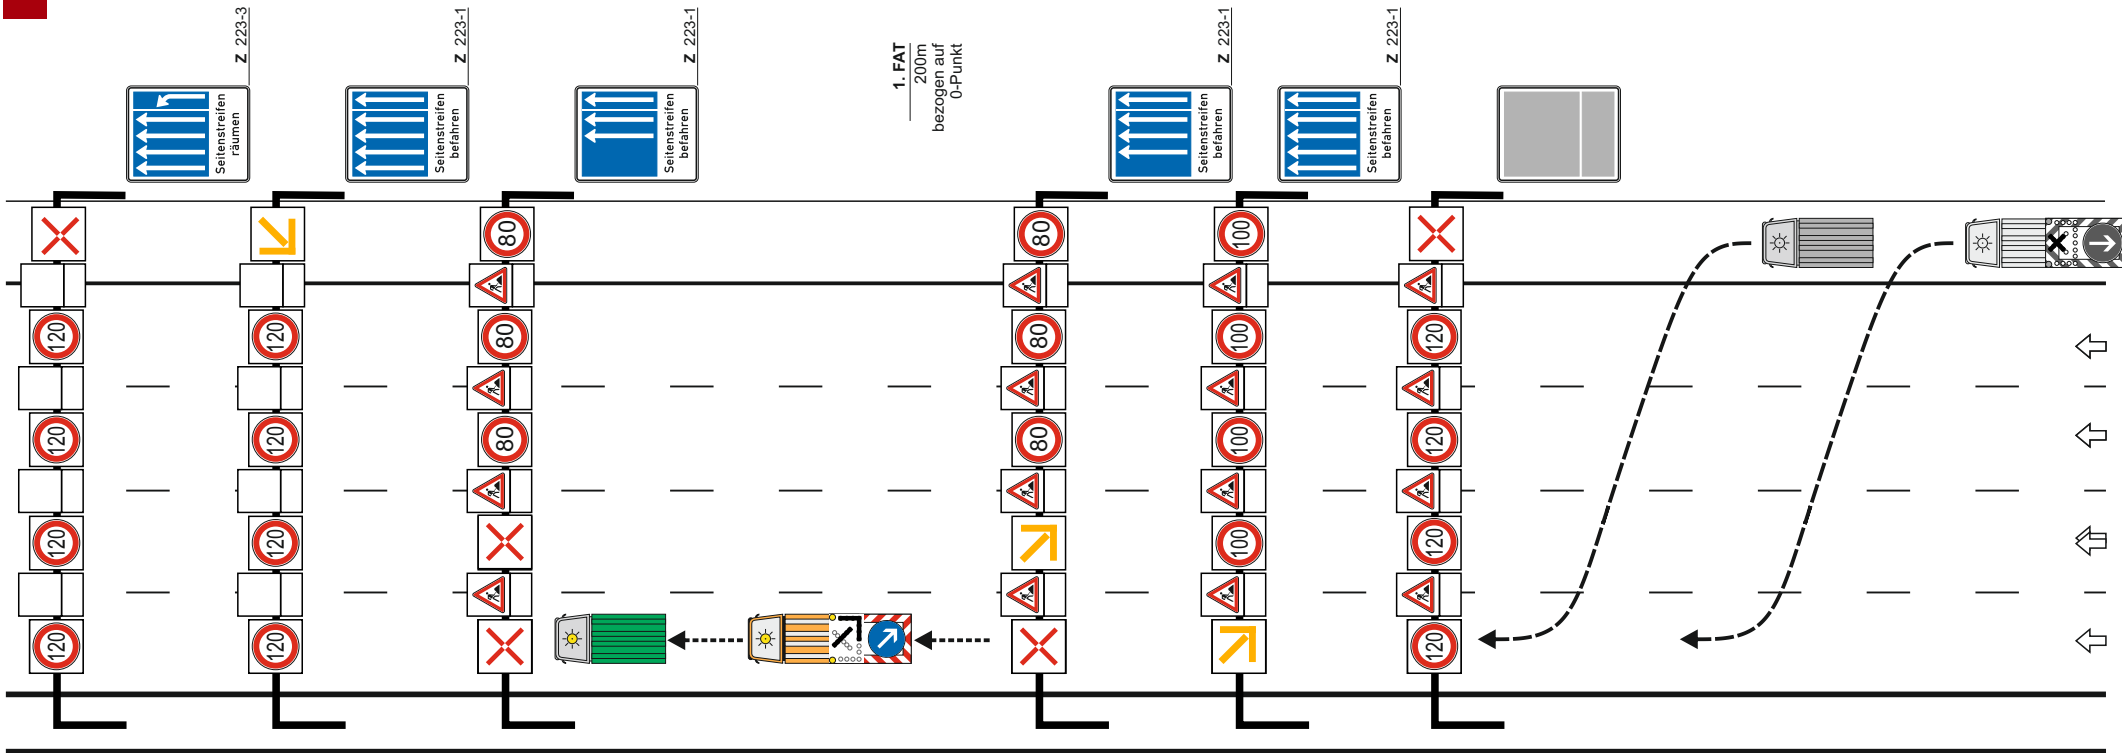 Z 223-3
Seitenstreifen
räumen
Z 223-1
Seitenstreifen
befahren
Z 223-1
Seitenstreifen
befahren
1. FAT
200m
bezogen auf
0-Punkt
Z 223-1
Seitenstreifen
befahren
Z 223-1
Seitenstreifen
befahren
120
120
120
120
120
120
120
120
80
80
80
80
80
80
100
100
100
100
120
120
120
120